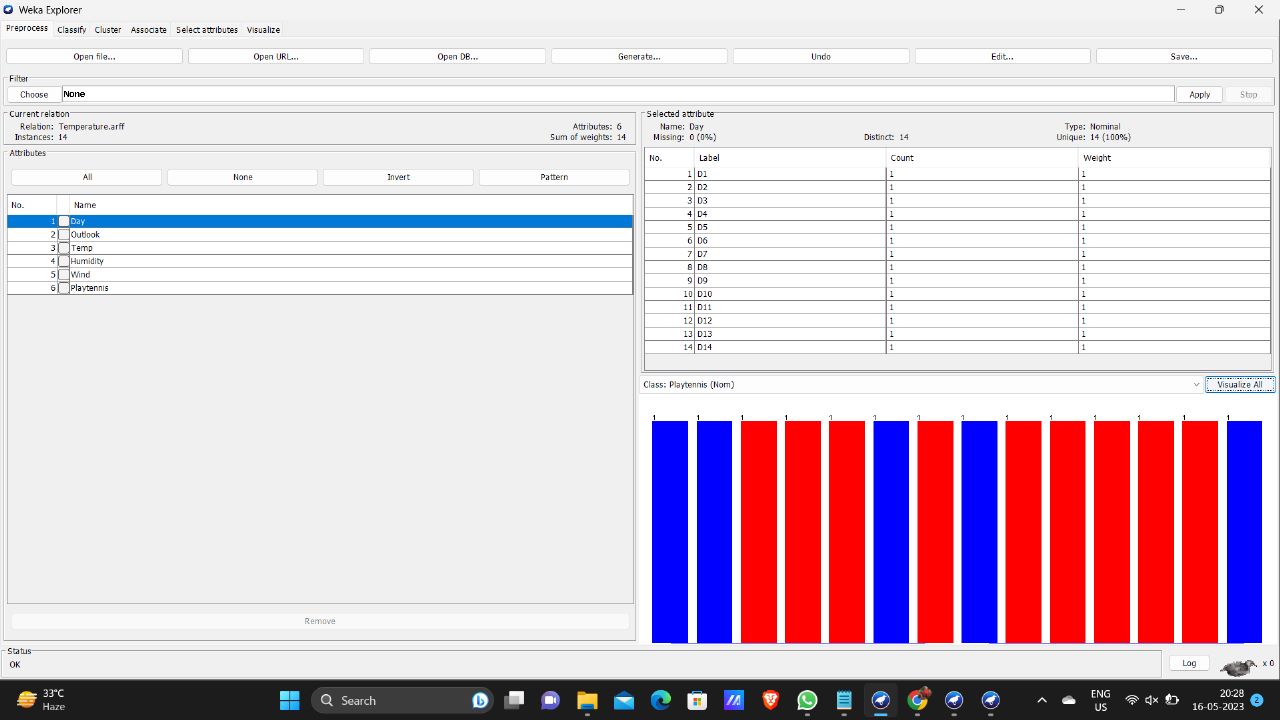 Weka Explorer
Preprocess Classify Cluster Associate Select attributes Visualize
Open file... Open URL... Open DB... Generate... Undo Edit... Save...
Filter
Choose None Apply Stop
Current relation
Relation: Temperature.arff Attributes: 6
Instances: 14 Sum of weights: 14
Attributes
All None Invert Pattern
No. Name
1 Day
2 Outlook
3 Temp
4 Humidity
5 Wind
6 Playtennis
Remove
Selected attribute
Name: Day Type: Nominal
Missing: 0 (0%) Distinct: 14 Unique: 14 (100%)
No. Label Count Weight
1 D1 1 1
2 D2 1 1
3 D3 1 1
4 D4 1 1
5 D5 1 1
6 D6 1 1
7 D7 1 1
8 D8 1 1
9 D9 1 1
10 D10 1 1
11 D11 1 1
12 D12 1 1
13 D13 1 1
14 D14 1 1
Class: Playtennis (Nom) Visualize All
1 1 1 1 1 1 1 1 1 1 1 1 1 1
Status
OK
Log x 0
33°C
Haze
Search
ENG
US
20:28
16-05-2023
2